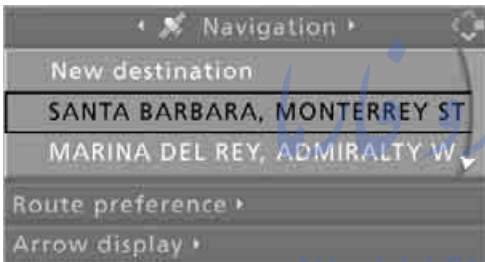 Navigation
New destination
SANTA BARBARA, MONTERREY ST
MARINA DEL REY, ADMIRALTY W
Route preference
Arrow display